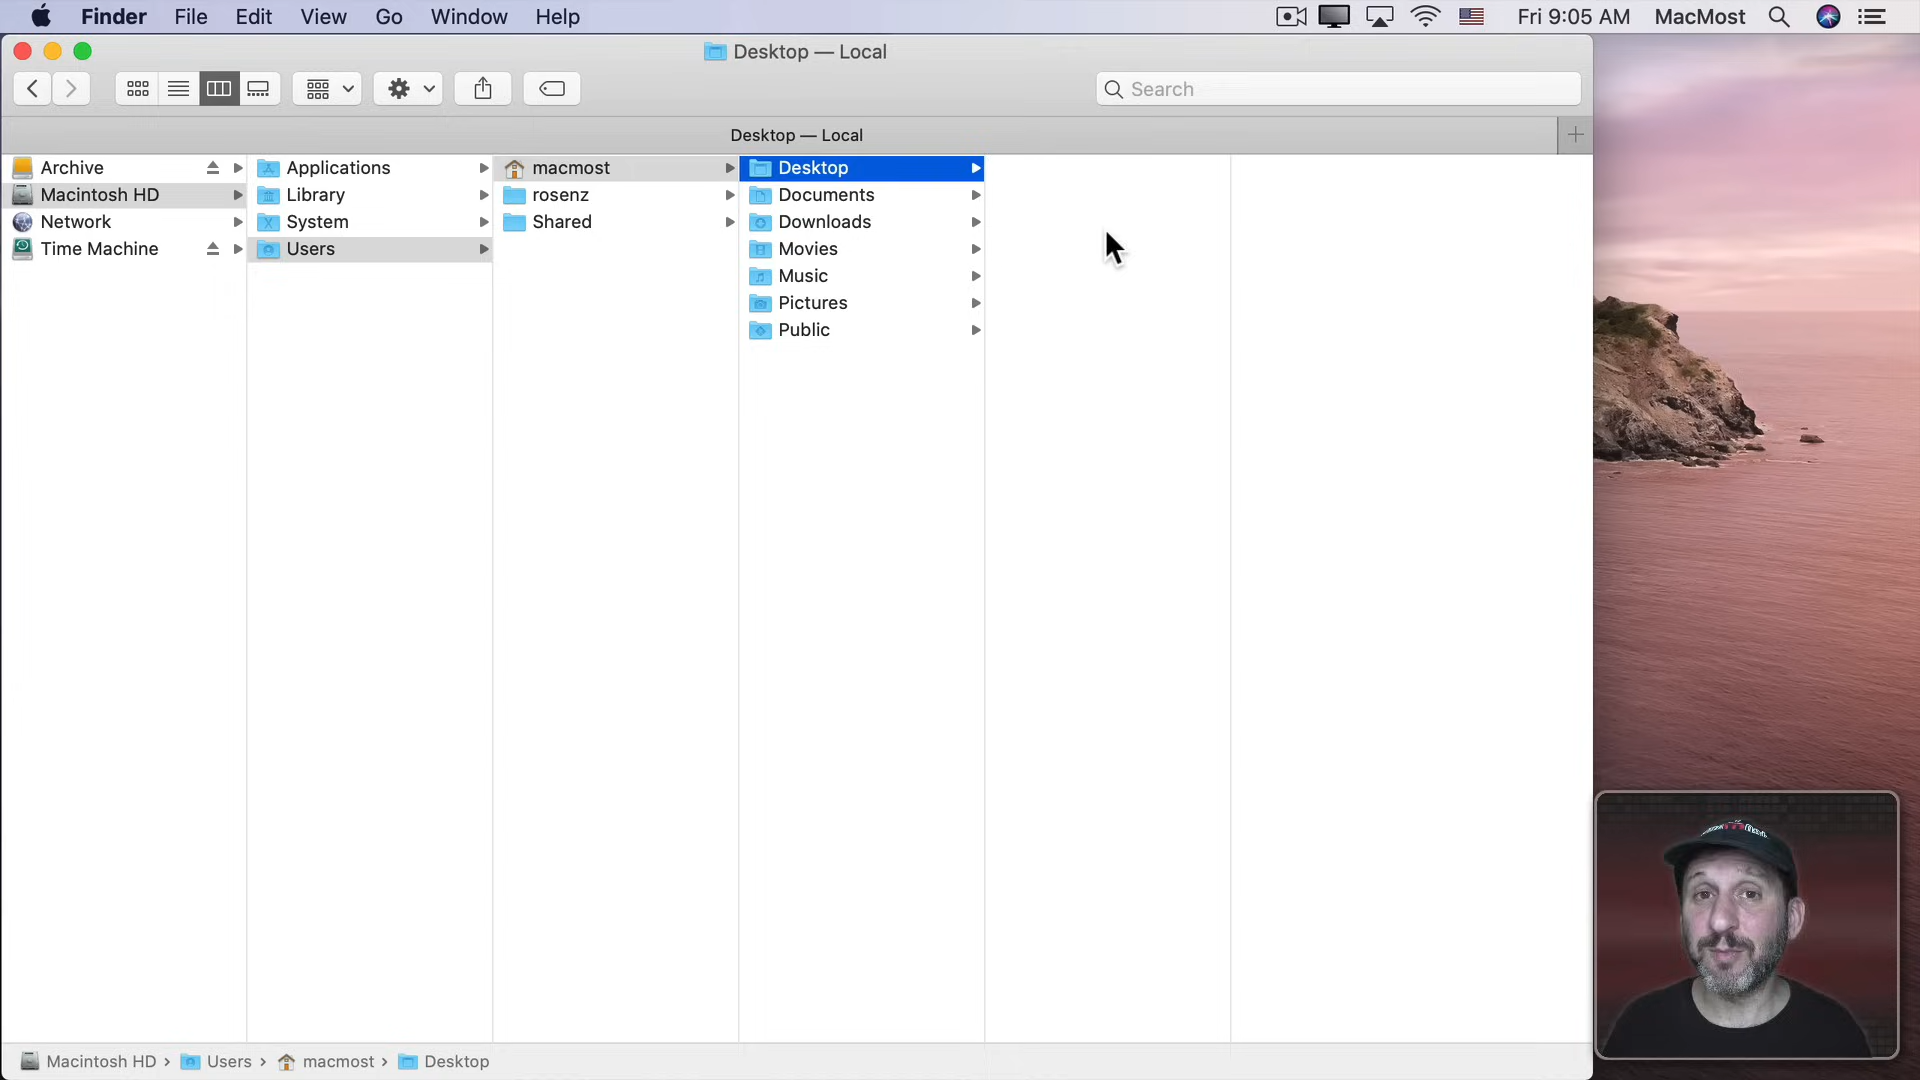 Finder File Edit View Go Window Help Fri 9:05 AM MacMost
Desktop — Local
Search
Desktop — Local
Archive
Macintosh HD
Network
Time Machine
Applications
Library
System
Users
macmost
rosenz
Shared
Desktop
Documents
Downloads
Movies
Music
Pictures
Public
Macintosh HD › Users › macmost › Desktop